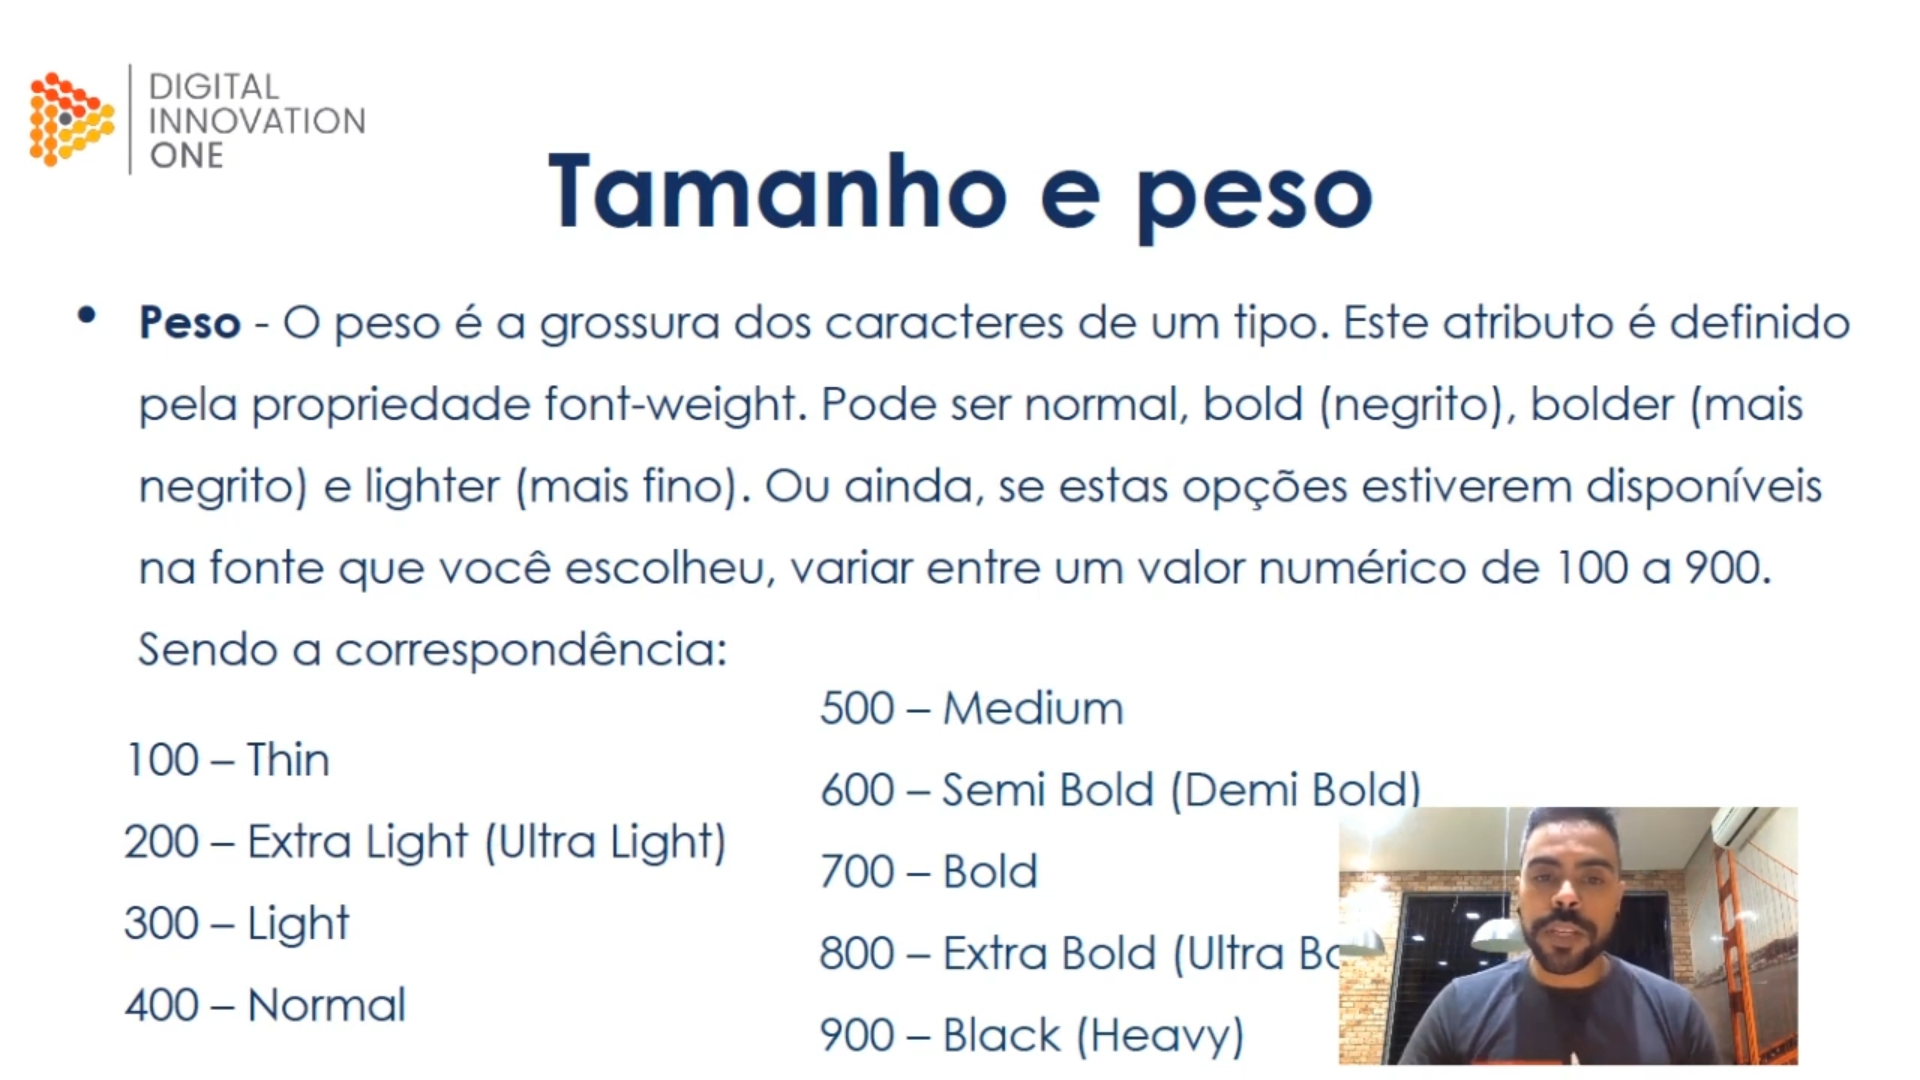 DIGITAL
INNOVATION
ONE
Tamanho e peso
• Peso - O peso é a grossura dos caracteres de um tipo. Este atributo é definido
pela propriedade font-weight. Pode ser normal, bold (negrito), bolder (mais
negrito) e lighter (mais fino). Ou ainda, se estas opções estiverem disponíveis
na fonte que você escolheu, variar entre um valor numérico de 100 a 900.
Sendo a correspondência:
100 – Thin
200 – Extra Light (Ultra Light)
300 – Light
400 – Normal
500 – Medium
600 – Semi Bold (Demi Bold)
700 – Bold
800 – Extra Bold (Ultra
900 – Black (Heavy)